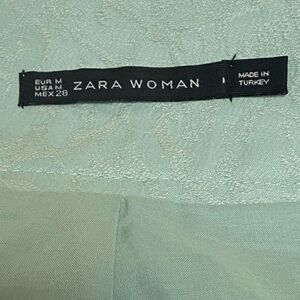 EUR M
USA M
MEX 28
ZARA WOMAN
MADE IN
TURKEY